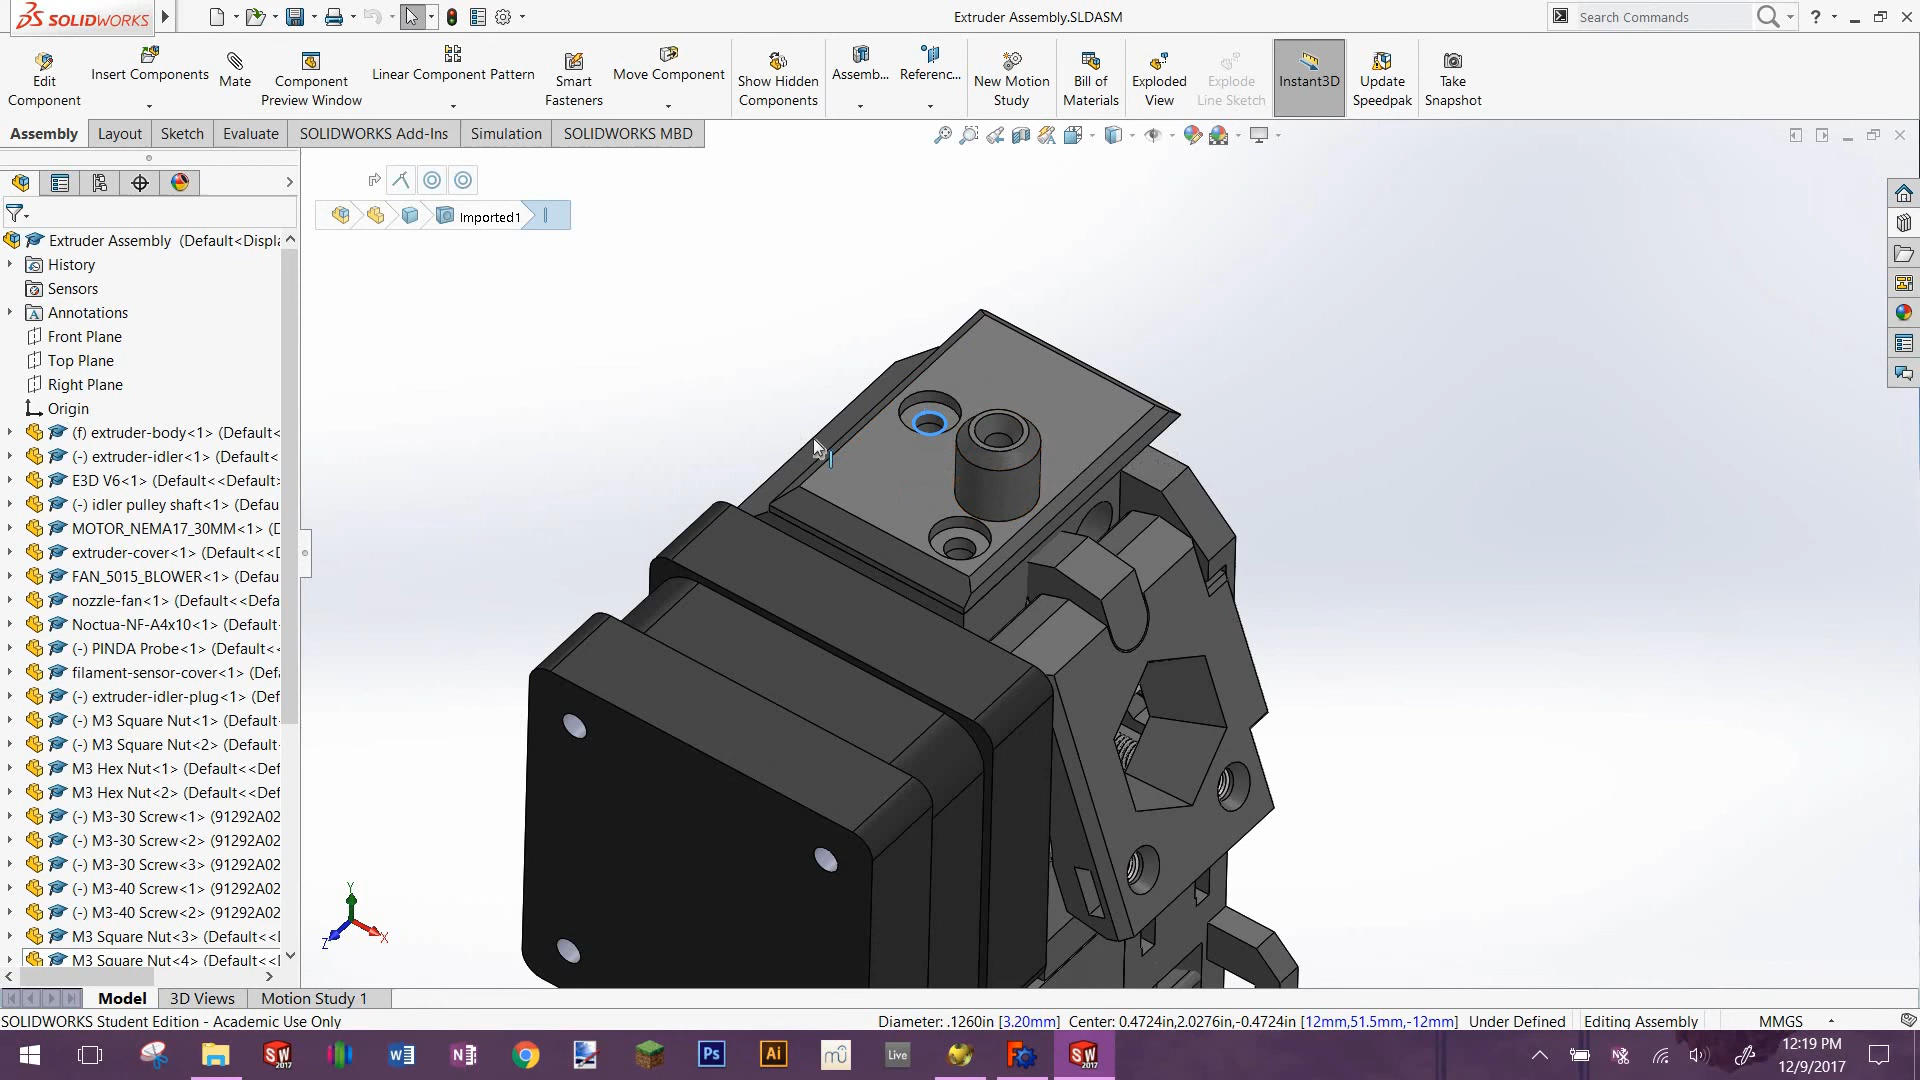 SOLIDWORKS
Extruder Assembly.SLDASM
Search Commands
?
Edit Component
Insert Components
Mate
Component Preview Window
Linear Component Pattern
Smart Fasteners
Move Component
Show Hidden Components
Assemb...
Referenc...
New Motion Study
Bill of Materials
Exploded View
Explode Line Sketch
Instant3D
Update Speedpak
Take Snapshot
Assembly
Layout
Sketch
Evaluate
SOLIDWORKS Add-Ins
Simulation
SOLIDWORKS MBD
Imported1
Extruder Assembly (Default<Displa
History
Sensors
Annotations
Front Plane
Top Plane
Right Plane
Origin
(f) extruder-body<1> (Default<
(-) extruder-idler<1> (Default<
E3D V6<1> (Default<<Default>
(-) idler pulley shaft<1> (Defau
MOTOR_NEMA17_30MM<1> (D
extruder-cover<1> (Default<<D
FAN_5015_BLOWER<1> (Defau
nozzle-fan<1> (Default<<Defa
Noctua-NF-A4x10<1> (Default
(-) PINDA Probe<1> (Default<<
filament-sensor-cover<1> (Def
(-) extruder-idler-plug<1> (Def
(-) M3 Square Nut<1> (Default
(-) M3 Square Nut<2> (Default
M3 Hex Nut<1> (Default<<Def
M3 Hex Nut<2> (Default<<Def
(-) M3-30 Screw<1> (91292A02
(-) M3-30 Screw<2> (91292A02
(-) M3-30 Screw<3> (91292A02
(-) M3-40 Screw<1> (91292A02
(-) M3-40 Screw<2> (91292A02
M3 Square Nut<3> (Default<<D
M3 Square Nut<4> (Default<<D
Y
Z
X
Model
3D Views
Motion Study 1
SOLIDWORKS Student Edition - Academic Use Only
Diameter: .1260in [3.20mm] Center: 0.4724in,2.0276in,-0.4724in [12mm,51.5mm,-12mm]
Under Defined
Editing Assembly
MMGS
SW 2017
W
N
Ps
Ai
mü
Live
SW 2017
12:19 PM
12/9/2017